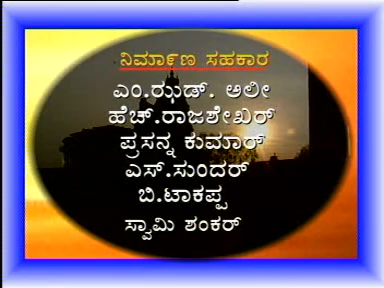 ನಿರ್ಮಾಣ ಸಹಕಾರ
ಎಂ.ಝಡ್. ಅಲೀ
ಹೆಚ್.ರಾಜಶೇಖರ್
ಪ್ರಸನ್ನ ಕುಮಾರ್
ಎಸ್.ಸುಂದರ್
ಬಿ.ಟಾಕಪ್ಪ
ಸ್ವಾಮಿ ಶಂಕರ್